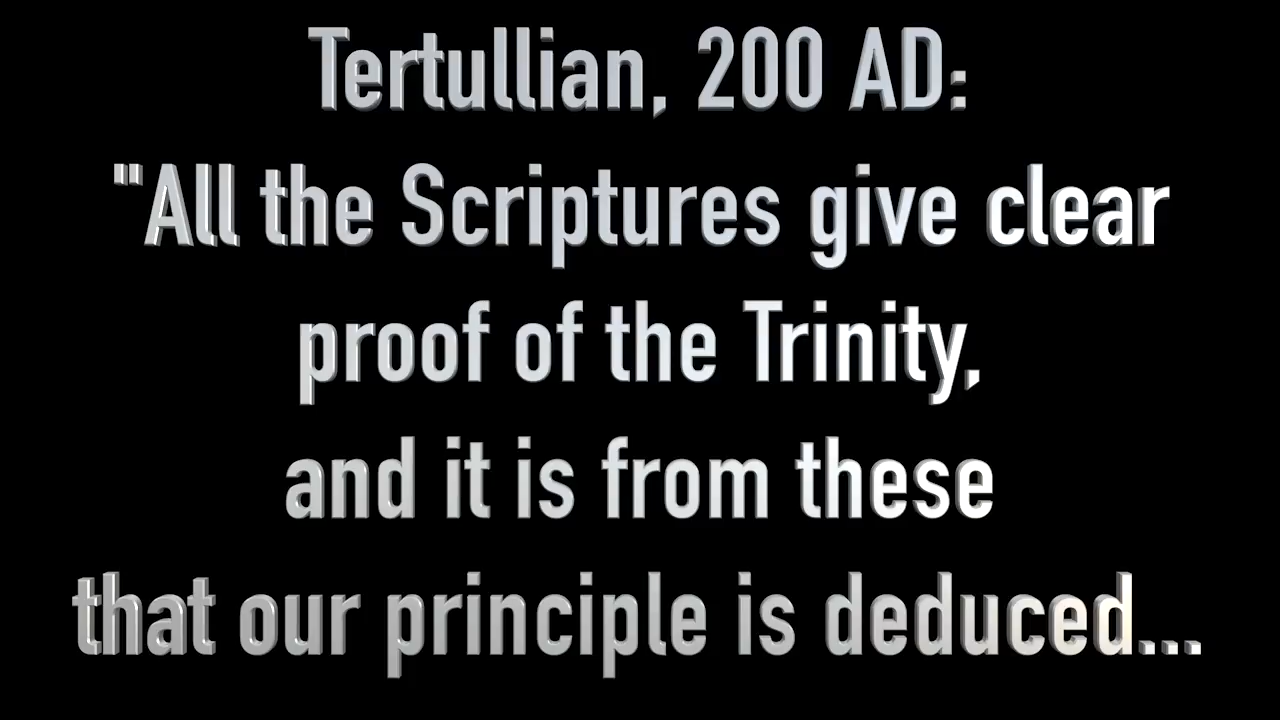 Tertullian, 200 AD:
"All the Scriptures give clear
proof of the Trinity,
and it is from these
that our principle is deduced...